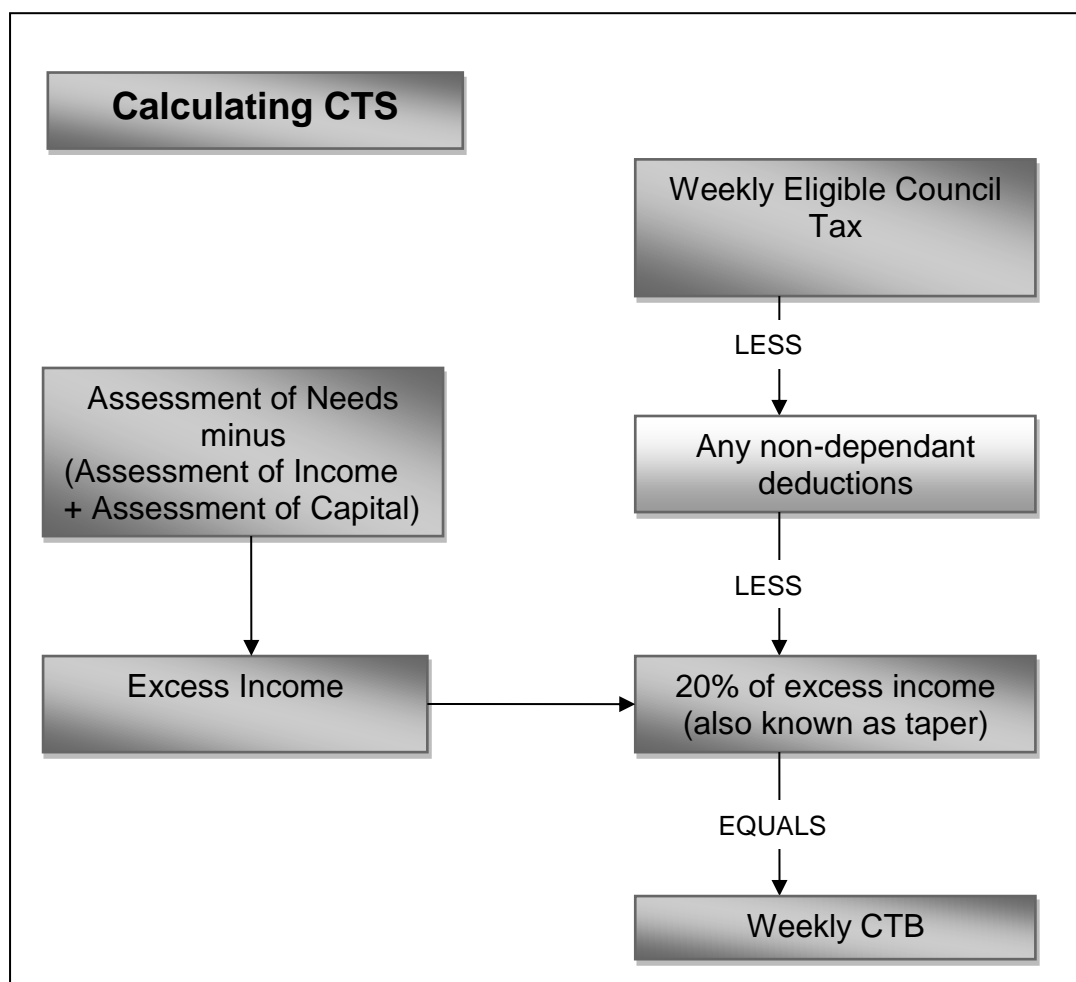 Calculating CTS
Weekly Eligible Council
Tax
LESS
Assessment of Needs
minus
(Assessment of Income
+ Assessment of Capital)
Any non-dependant
deductions
LESS
Excess Income
20% of excess income
(also known as taper)
EQUALS
Weekly CTB